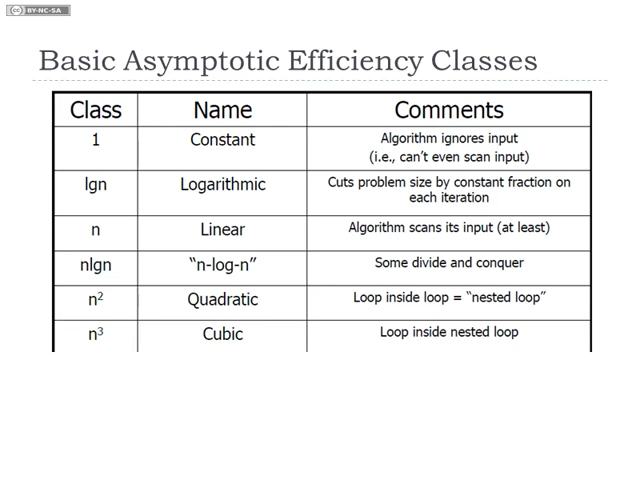 cc BY-NC-SA
Basic Asymptotic Efficiency Classes
Class Name Comments
1 Constant Algorithm ignores input
(i.e., can't even scan input)
lgn Logarithmic Cuts problem size by constant fraction on
each iteration
n Linear Algorithm scans its input (at least)
nlgn “n-log-n” Some divide and conquer
n² Quadratic Loop inside loop = “nested loop”
n³ Cubic Loop inside nested loop